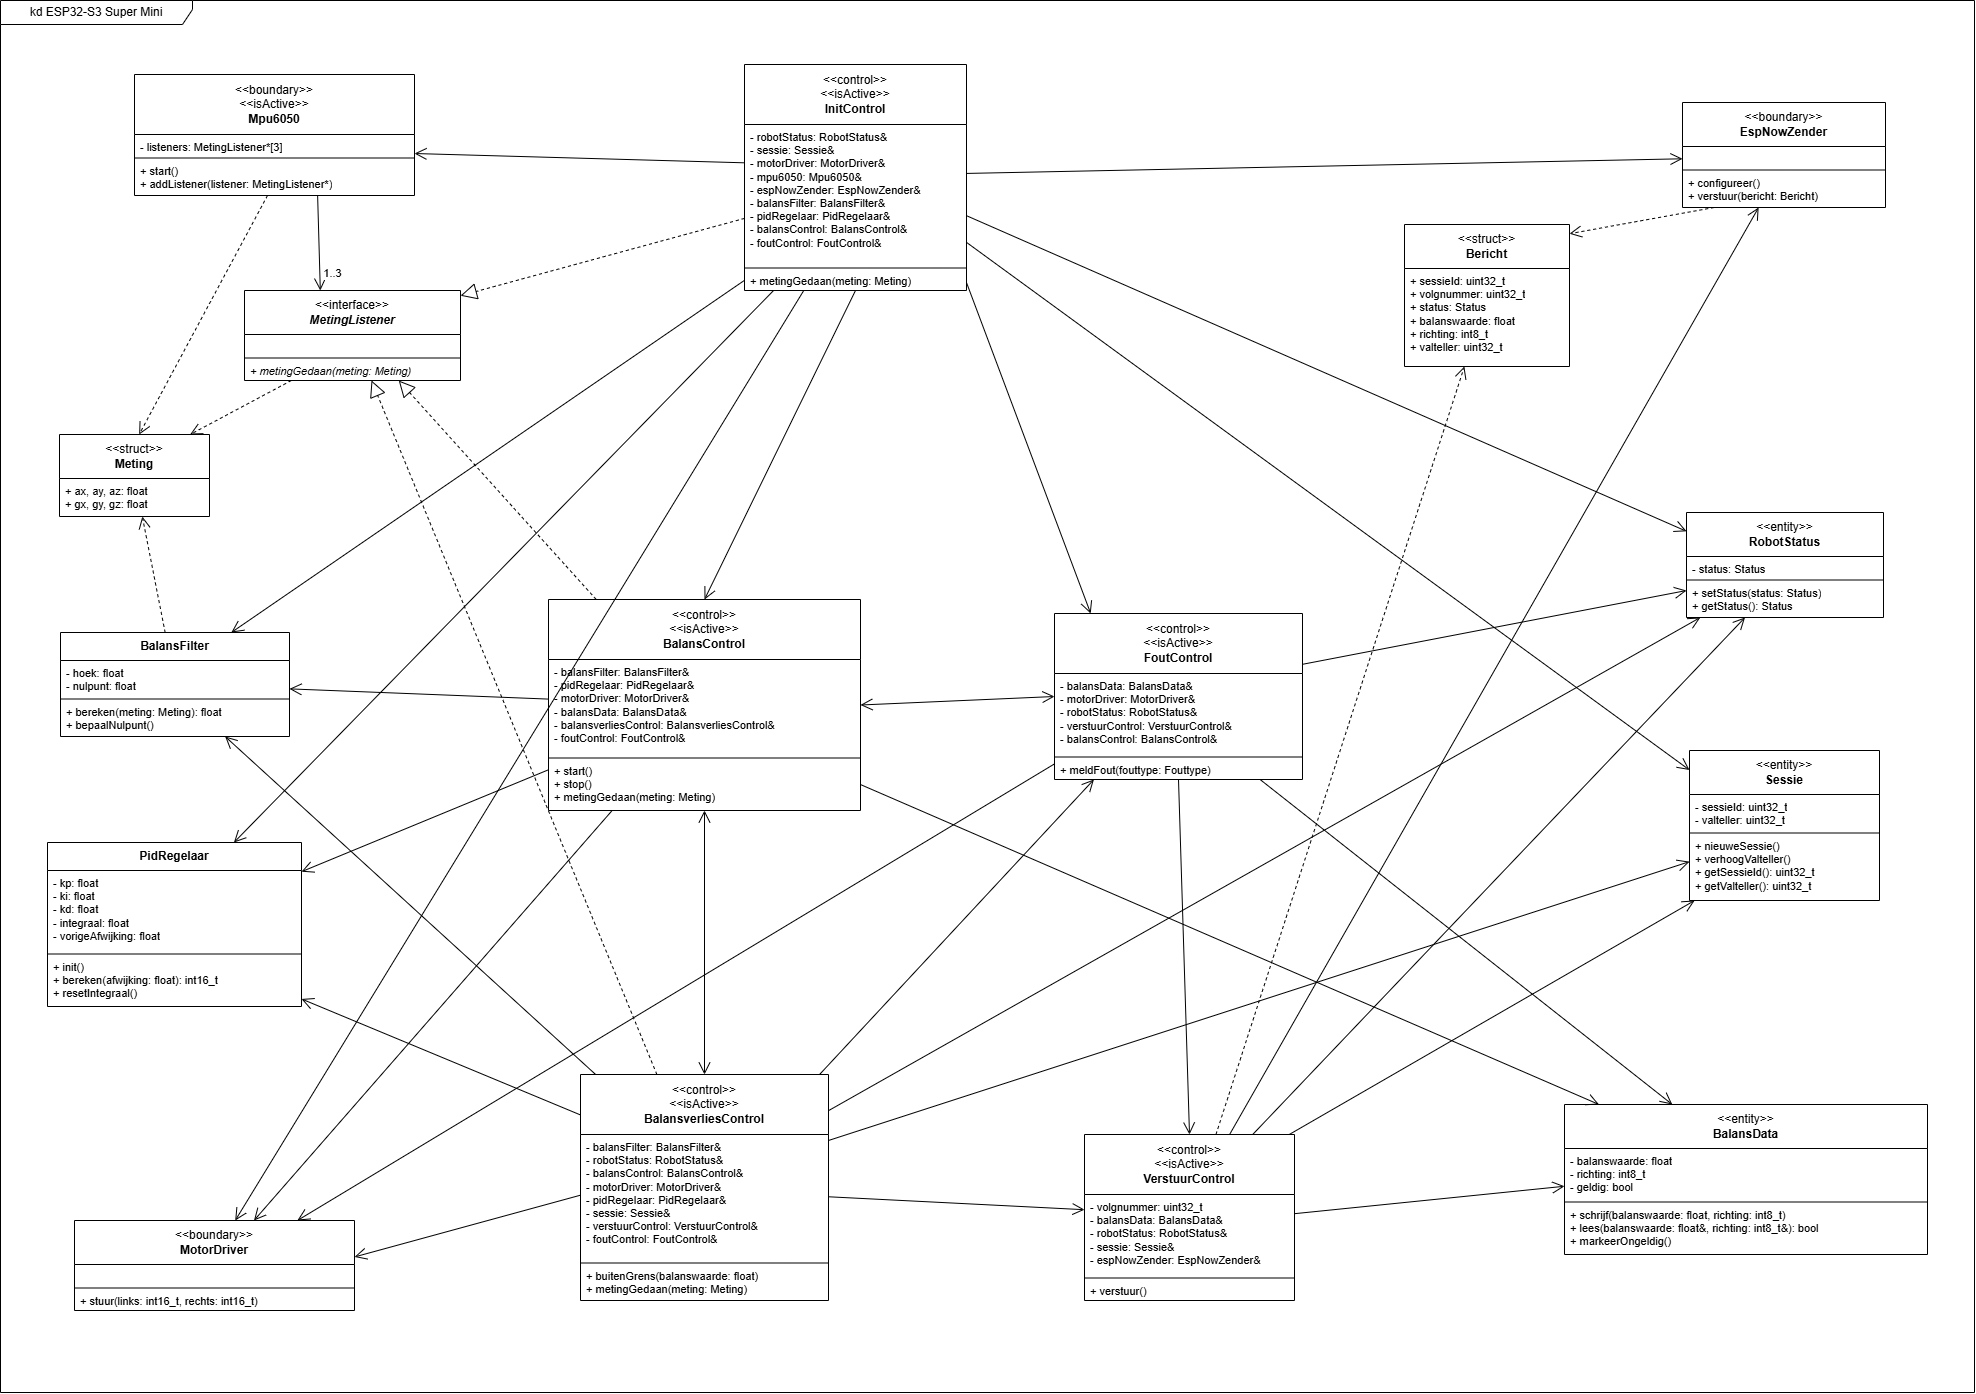 kd ESP32-S3 Super Mini
<<boundary>>
<<isActive>>
Mpu6050
- listeners: MetingListener*[3]
+ start()
+ addListener(listener: MetingListener*)
<<control>>
<<isActive>>
InitControl
- robotStatus: RobotStatus&
- sessie: Sessie&
- motorDriver: MotorDriver&
- mpu6050: Mpu6050&
- espNowZender: EspNowZender&
- balansFilter: BalansFilter&
- pidRegelaar: PidRegelaar&
- balansControl: BalansControl&
- foutControl: FoutControl&
+ metingGedaan(meting: Meting)
<<boundary>>
EspNowZender
+ configureer()
+ verstuur(bericht: Bericht)
<<struct>>
Bericht
+ sessieId: uint32_t
+ volgnummer: uint32_t
+ status: Status
+ balanswaarde: float
+ richting: int8_t
+ valteller: uint32_t
1..3
<<interface>>
MetingListener
+ metingGedaan(meting: Meting)
<<struct>>
Meting
+ ax, ay, az: float
+ gx, gy, gz: float
<<entity>>
RobotStatus
- status: Status
+ setStatus(status: Status)
+ getStatus(): Status
BalansFilter
- hoek: float
- nulpunt: float
+ bereken(meting: Meting): float
+ bepaalNulpunt()
<<control>>
<<isActive>>
BalansControl
- balansFilter: BalansFilter&
- pidRegelaar: PidRegelaar&
- motorDriver: MotorDriver&
- balansData: BalansData&
- balansverliesControl: BalansverliesControl&
- foutControl: FoutControl&
+ start()
+ stop()
+ metingGedaan(meting: Meting)
<<control>>
<<isActive>>
FoutControl
- balansData: BalansData&
- motorDriver: MotorDriver&
- robotStatus: RobotStatus&
- verstuurControl: VerstuurControl&
- balansControl: BalansControl&
+ meldFout(fouttype: Fouttype)
<<entity>>
Sessie
- sessieId: uint32_t
- valteller: uint32_t
+ nieuweSessie()
+ verhoogValteller()
+ getSessieId(): uint32_t
+ getValteller(): uint32_t
PidRegelaar
- kp: float
- ki: float
- kd: float
- integraal: float
- vorigeAfwijking: float
+ init()
+ bereken(afwijking: float): int16_t
+ resetIntegraal()
<<control>>
<<isActive>>
BalansverliesControl
- balansFilter: BalansFilter&
- robotStatus: RobotStatus&
- balansControl: BalansControl&
- motorDriver: MotorDriver&
- pidRegelaar: PidRegelaar&
- sessie: Sessie&
- verstuurControl: VerstuurControl&
- foutControl: FoutControl&
+ buitenGrens(balanswaarde: float)
+ metingGedaan(meting: Meting)
<<control>>
<<isActive>>
VerstuurControl
- volgnummer: uint32_t
- balansData: BalansData&
- robotStatus: RobotStatus&
- sessie: Sessie&
- espNowZender: EspNowZender&
+ verstuur()
<<entity>>
BalansData
- balanswaarde: float
- richting: int8_t
- geldig: bool
+ schrijf(balanswaarde: float, richting: int8_t)
+ lees(balanswaarde: float&, richting: int8_t&): bool
+ markeerOngeldig()
<<boundary>>
MotorDriver
+ stuur(links: int16_t, rechts: int16_t)